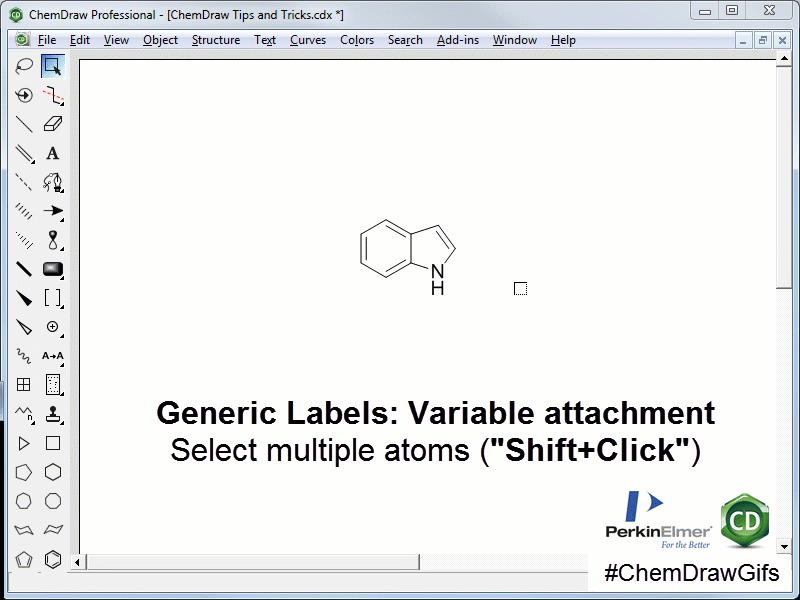 ChemDraw Professional - [ChemDraw Tips and Tricks.cdx *]
File Edit View Object Structure Text Curves Colors Search Add-ins Window Help
A
A→A
n
N
H
Generic Labels: Variable attachment
Select multiple atoms ("Shift+Click")
PerkinElmer®
For the Better
CD
#ChemDrawGifs